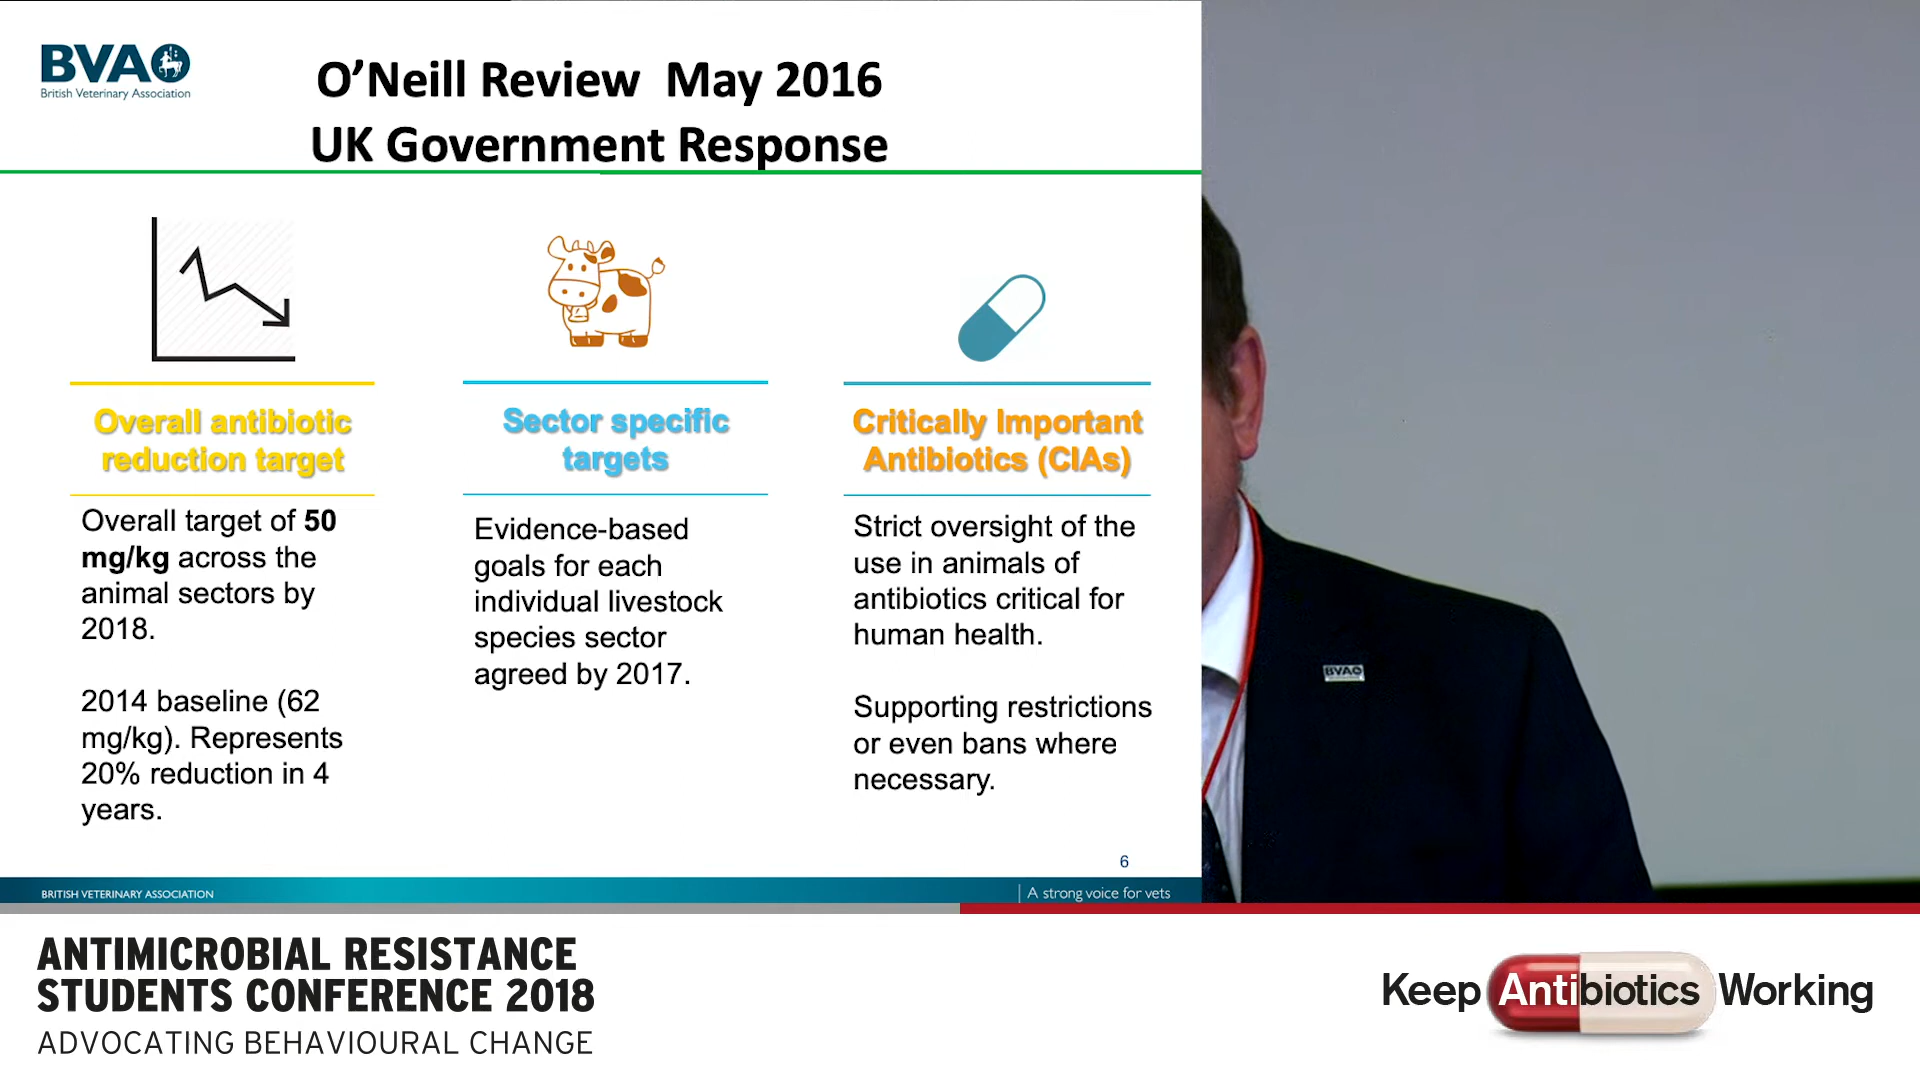 BVA
British Veterinary Association
O’Neill Review May 2016
UK Government Response
Overall antibiotic
reduction target
Overall target of 50
mg/kg across the
animal sectors by
2018.
2014 baseline (62
mg/kg). Represents
20% reduction in 4
years.
Sector specific
targets
Evidence-based
goals for each
individual livestock
species sector
agreed by 2017.
Critically Important
Antibiotics (CIAs)
Strict oversight of the
use in animals of
antibiotics critical for
human health.
Supporting restrictions
or even bans where
necessary.
6
BRITISH VETERINARY ASSOCIATION
A strong voice for vets
BVA
ANTIMICROBIAL RESISTANCE
STUDENTS CONFERENCE 2018
ADVOCATING BEHAVIOURAL CHANGE
Keep Antibiotics Working